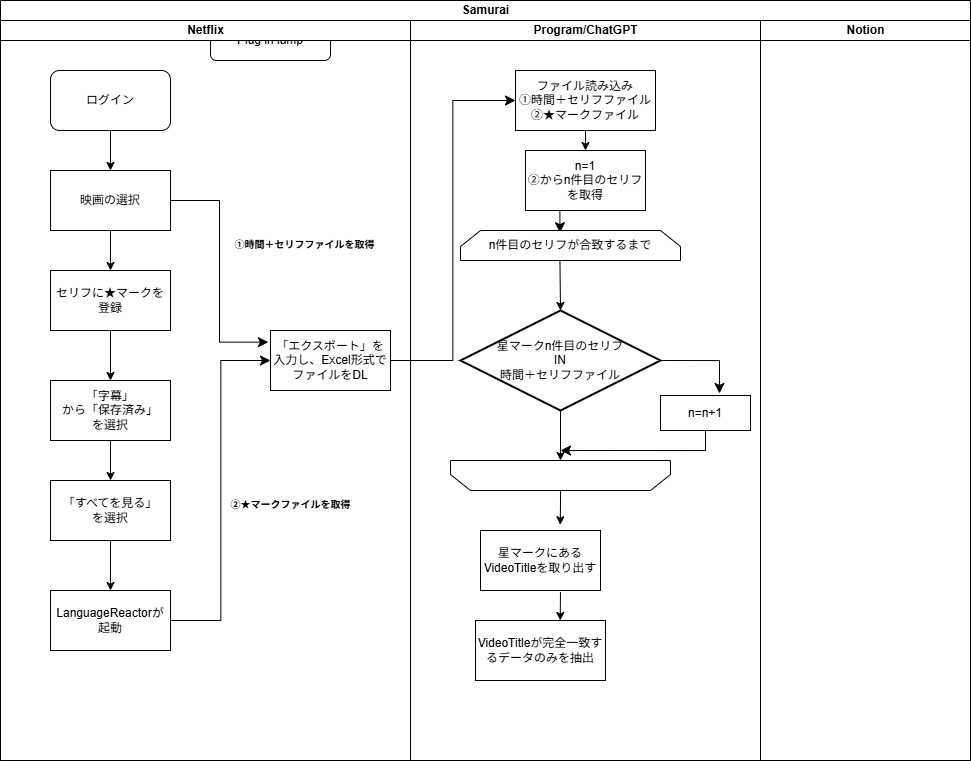 Samurai
Netflix
Program/ChatGPT
Notion
Plug in lamp
ログイン
映画の選択
①時間＋セリフファイルを取得
セリフに★マークを
登録
「エクスポート」を
入力し、Excel形式で
ファイルをDL
「字幕」
から「保存済み」
を選択
「すべてを見る」
を選択
②★マークファイルを取得
LanguageReactorが
起動
ファイル読み込み
①時間＋セリフファイル
②★マークファイル
n=1
②からn件目のセリフ
を取得
n件目のセリフが合致するまで
星マークn件目のセリフ
IN
時間＋セリフファイル
n=n+1
星マークにある
VideoTitleを取り出す
VideoTitleが完全一致す
るデータのみを抽出